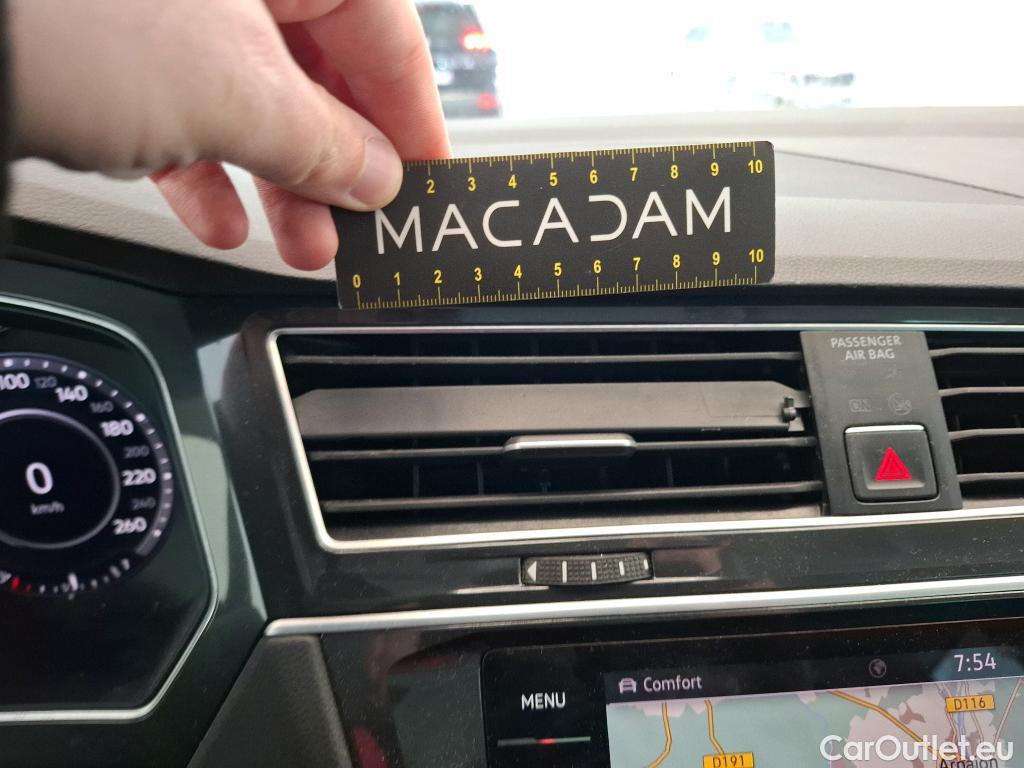 2 3 4 5 6 7 8 9 10
MACADAM
0 1 2 3 4 5 6 7 8 9 10
PASSENGER
AIR BAG
100 120 140 160 180 200 220 240 260
0
km/h
MENU
Comfort
7:54
D116
D191
Arpajon
CarOutlet.eu